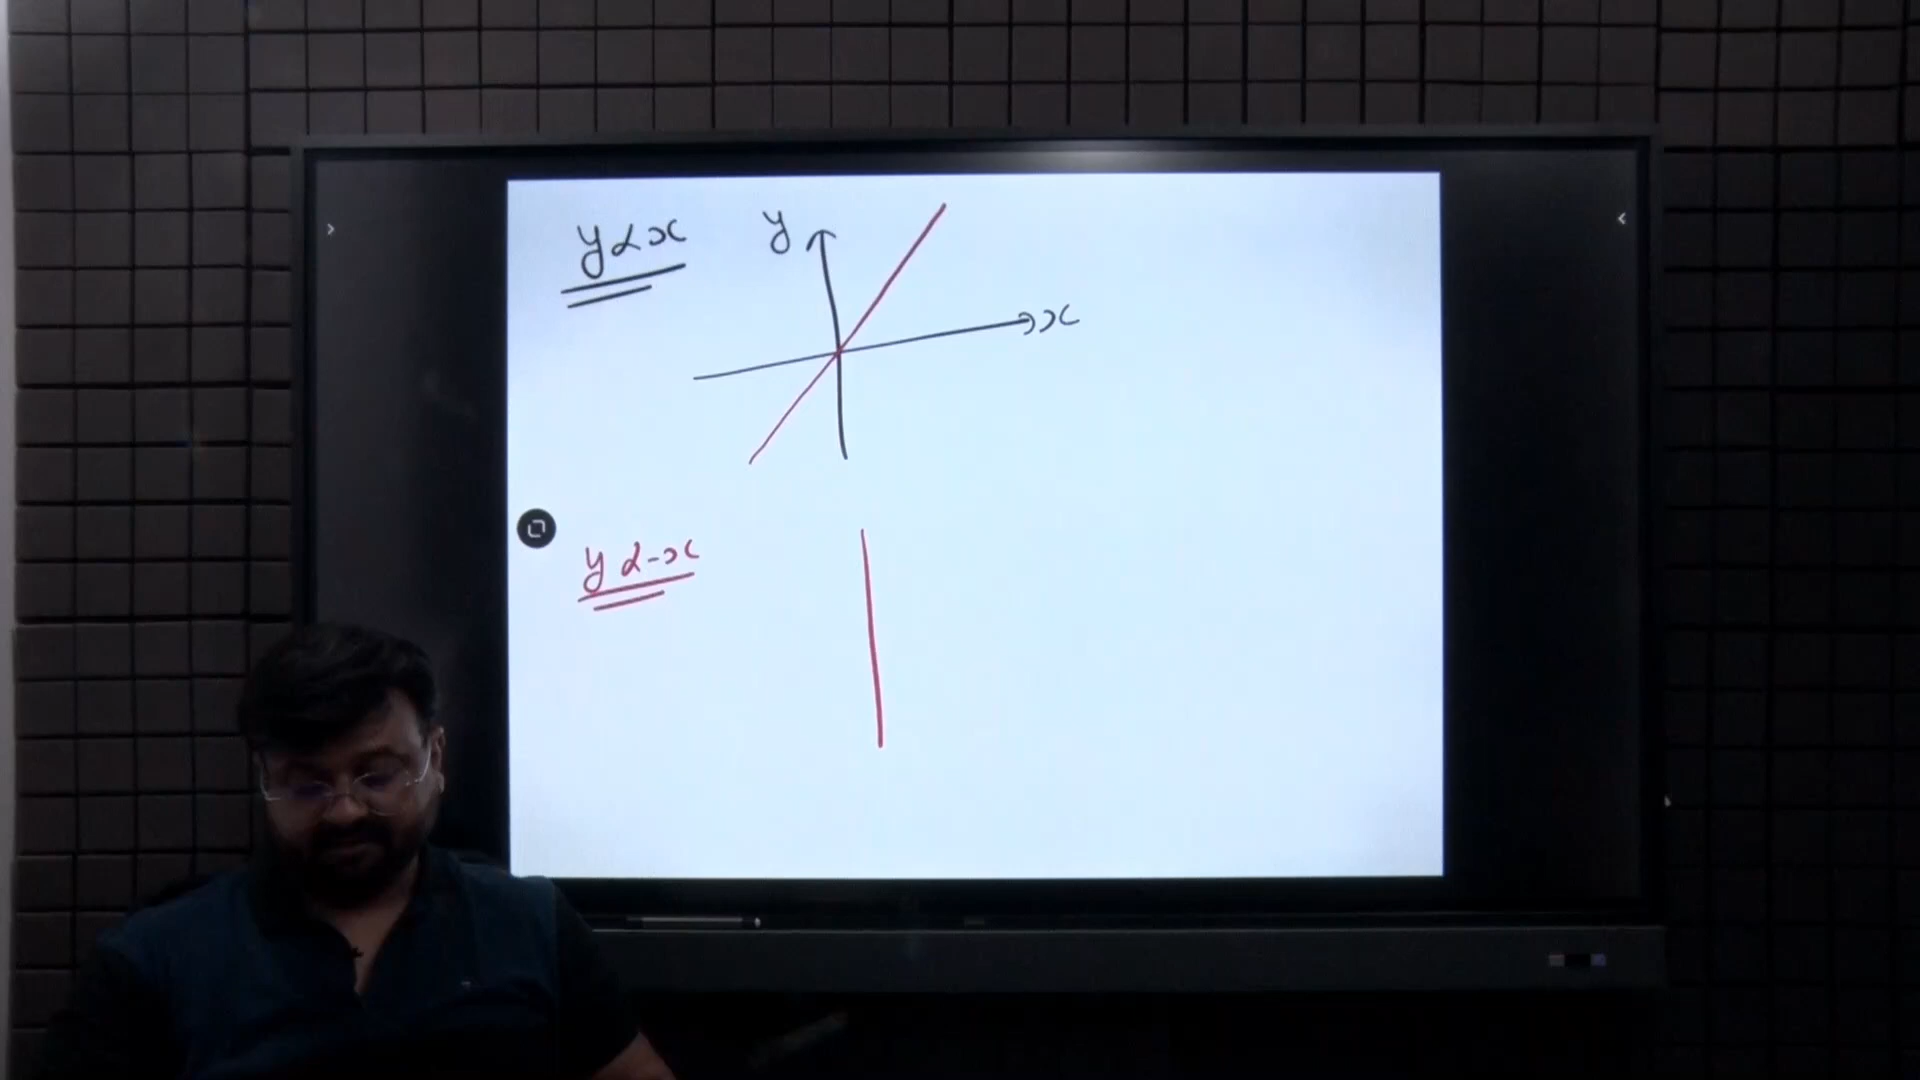 y ∝ x
y
x
y ∝ -x